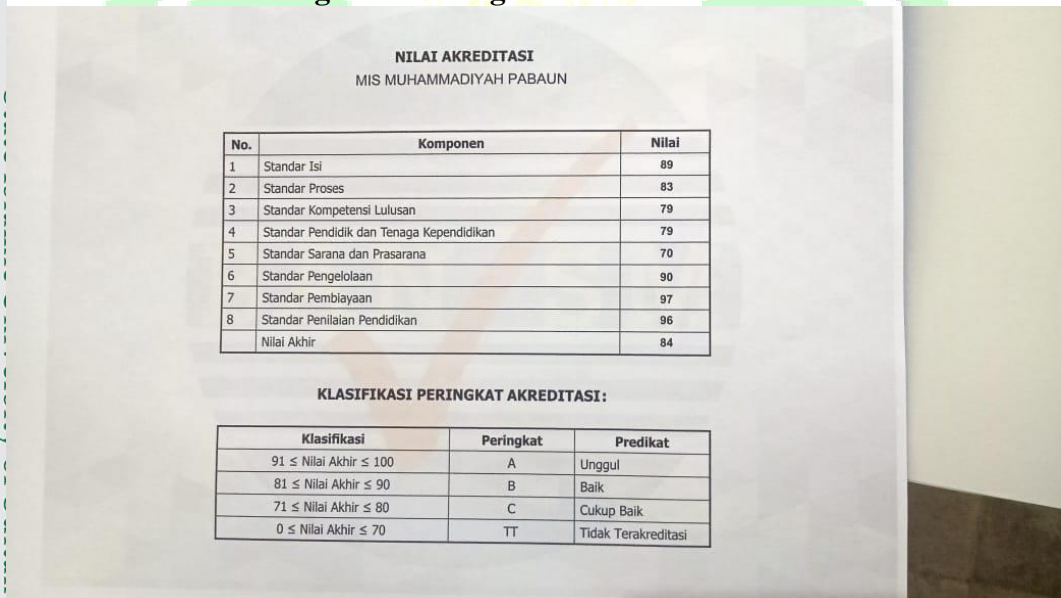 NILAI AKREDITASI
MIS MUHAMMADIYAH PABAUN
No. Komponen Nilai
1 Standar Isi 89
2 Standar Proses 83
3 Standar Kompetensi Lulusan 79
4 Standar Pendidik dan Tenaga Kependidikan 79
5 Standar Sarana dan Prasarana 70
6 Standar Pengelolaan 90
7 Standar Pembiayaan 97
8 Standar Penilaian Pendidikan 96
Nilai Akhir 84
KLASIFIKASI PERINGKAT AKREDITASI:
Klasifikasi Peringkat Predikat
91 ≤ Nilai Akhir ≤ 100 A Unggul
81 ≤ Nilai Akhir ≤ 90 B Baik
71 ≤ Nilai Akhir ≤ 80 C Cukup Baik
0 ≤ Nilai Akhir ≤ 70 TT Tidak Terakreditasi